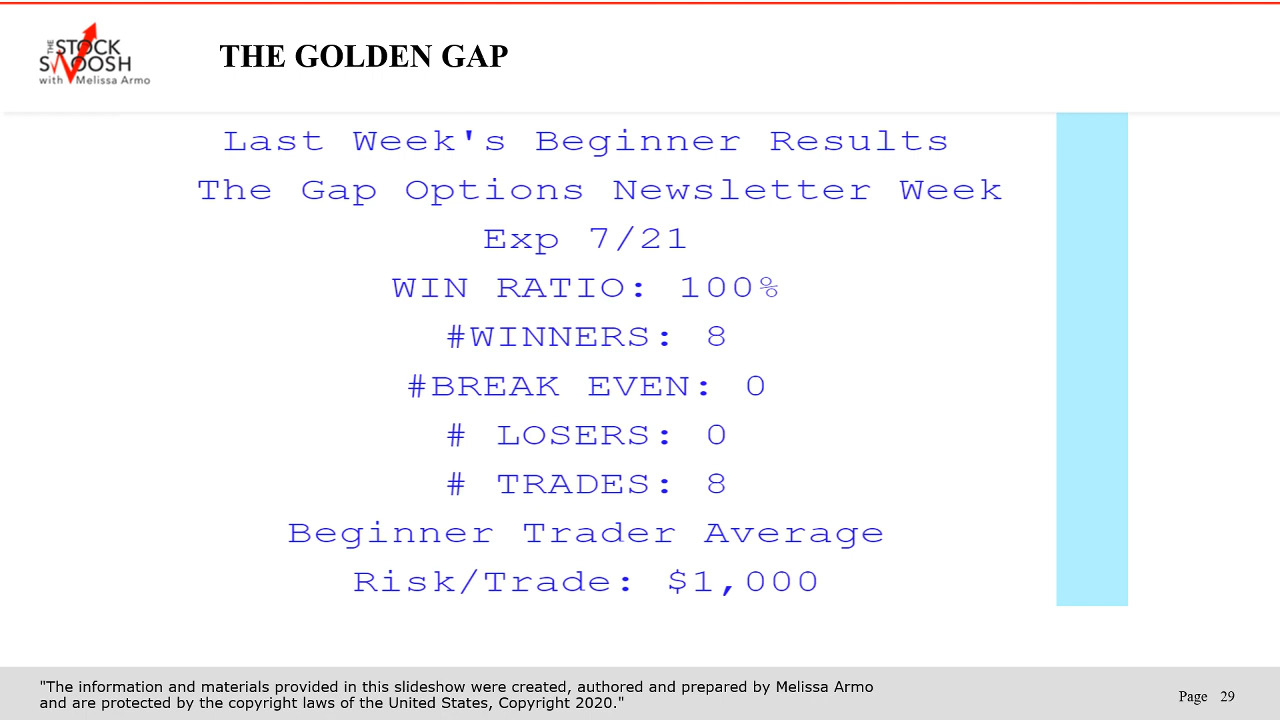 THE STOCK
SWOOSH
with Melissa Armo
THE GOLDEN GAP
Last Week's Beginner Results
The Gap Options Newsletter Week
Exp 7/21
WIN RATIO: 100%
#WINNERS: 8
#BREAK EVEN: 0
# LOSERS: 0
# TRADES: 8
Beginner Trader Average
Risk/Trade: $1,000
"The information and materials provided in this slideshow were created, authored and prepared by Melissa Armo
and are protected by the copyright laws of the United States, Copyright 2020."
Page 29